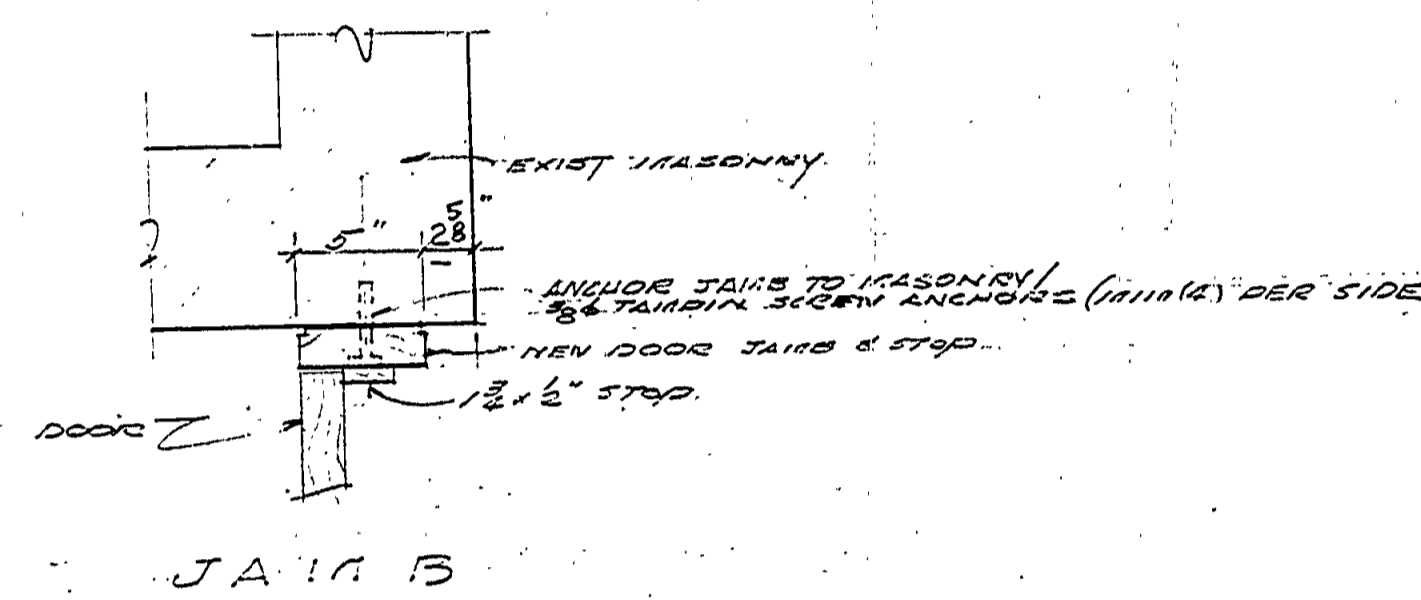 EXIST MASONRY
5"
2 5/8"
ANCHOR JAMB TO MASONRY/
3/8 ϕ TAMPIN SCREW ANCHORS (MIN (4) PER SIDE
NEW DOOR JAMB & STOP
1 3/4 x 1/2" STOP.
DOOR
JAMB